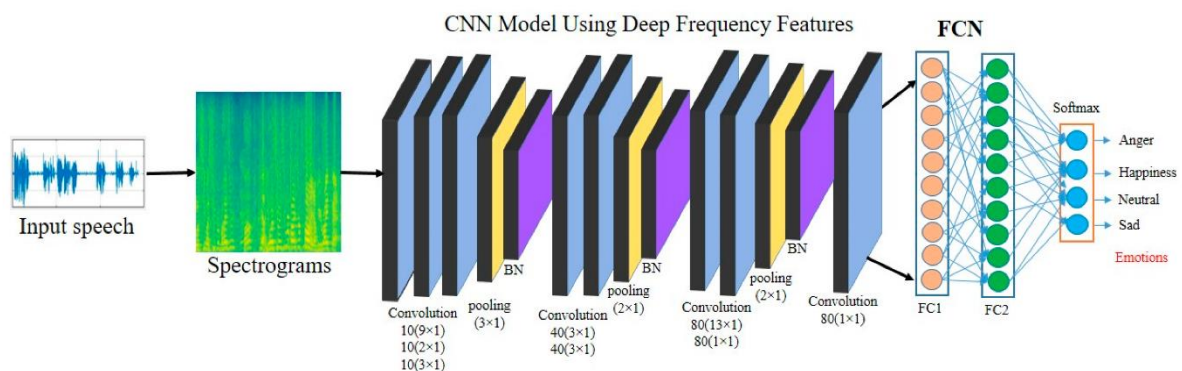 CNN Model Using Deep Frequency Features
FCN
Input speech
Spectrograms
Convolution
10(9×1)
10(2×1)
10(3×1)
pooling
(3×1)
BN
Convolution
40(3×1)
40(3×1)
pooling
(2×1)
BN
Convolution
80(13×1)
80(1×1)
pooling
(2×1)
BN
Convolution
80(1×1)
FC1
FC2
Softmax
Anger
Happiness
Neutral
Sad
Emotions